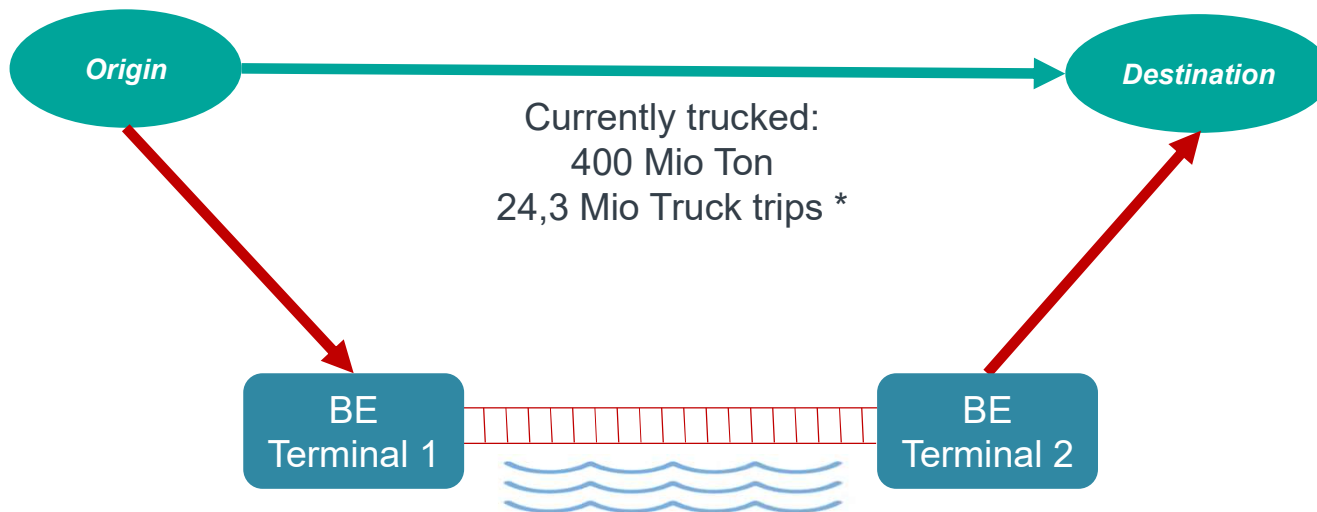 Origin
Destination
Currently trucked:
400 Mio Ton
24,3 Mio Truck trips *
BE
Terminal 1
BE
Terminal 2